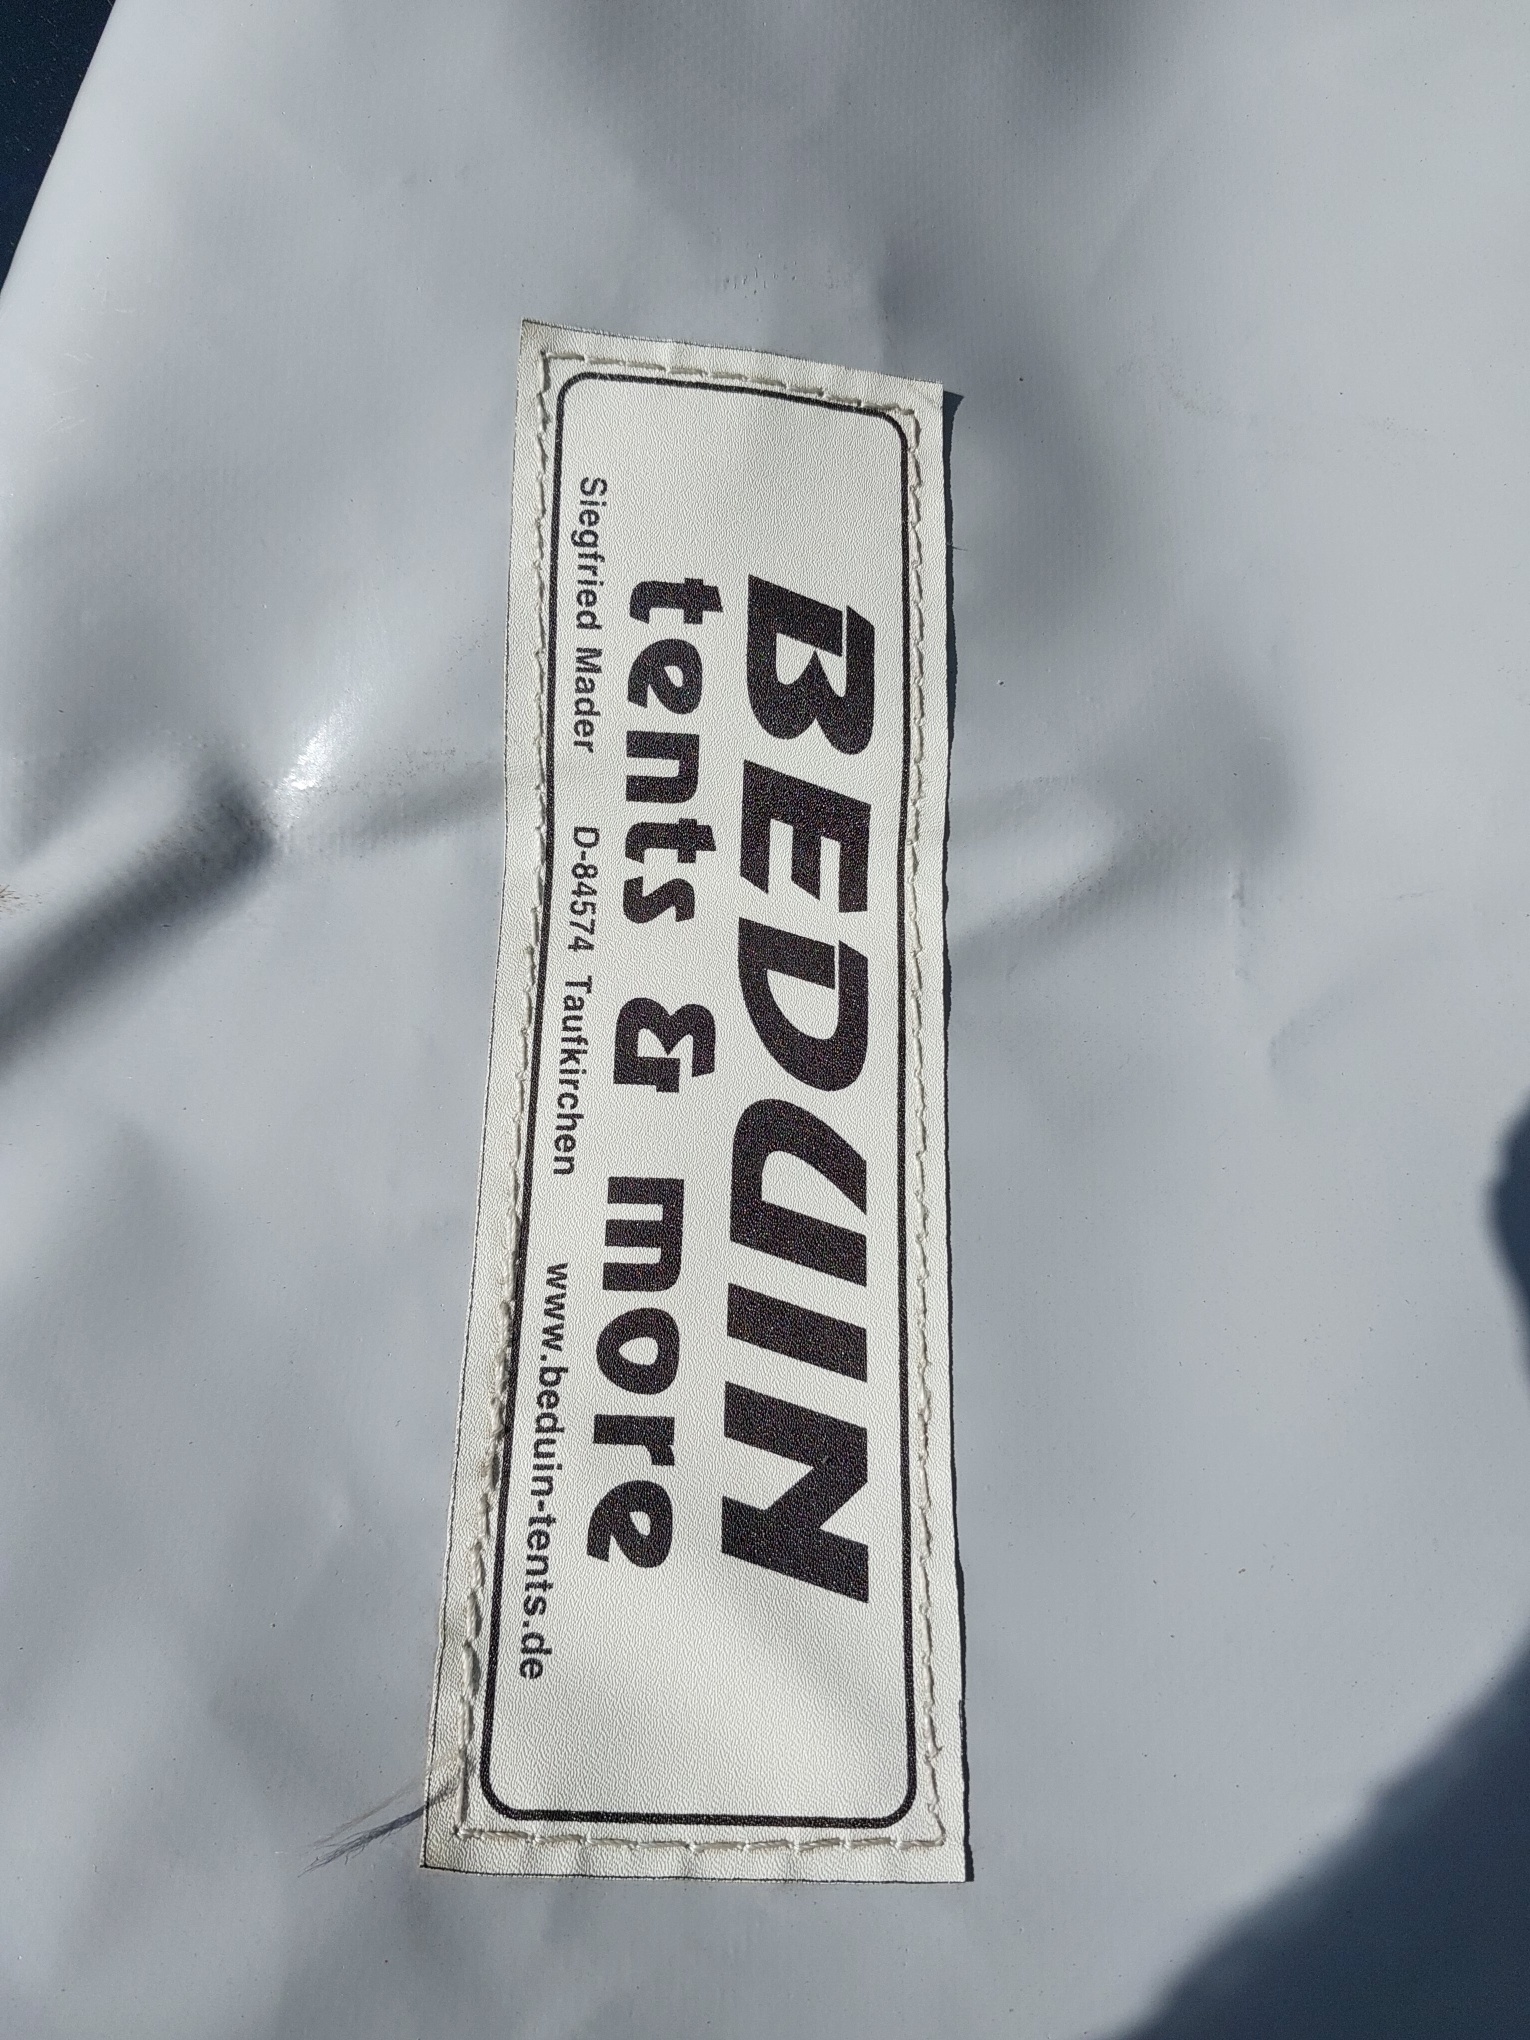 BEDUIN
tents & more
Siegfried Mader D-84574 Taufkirchen www.beduin-tents.de